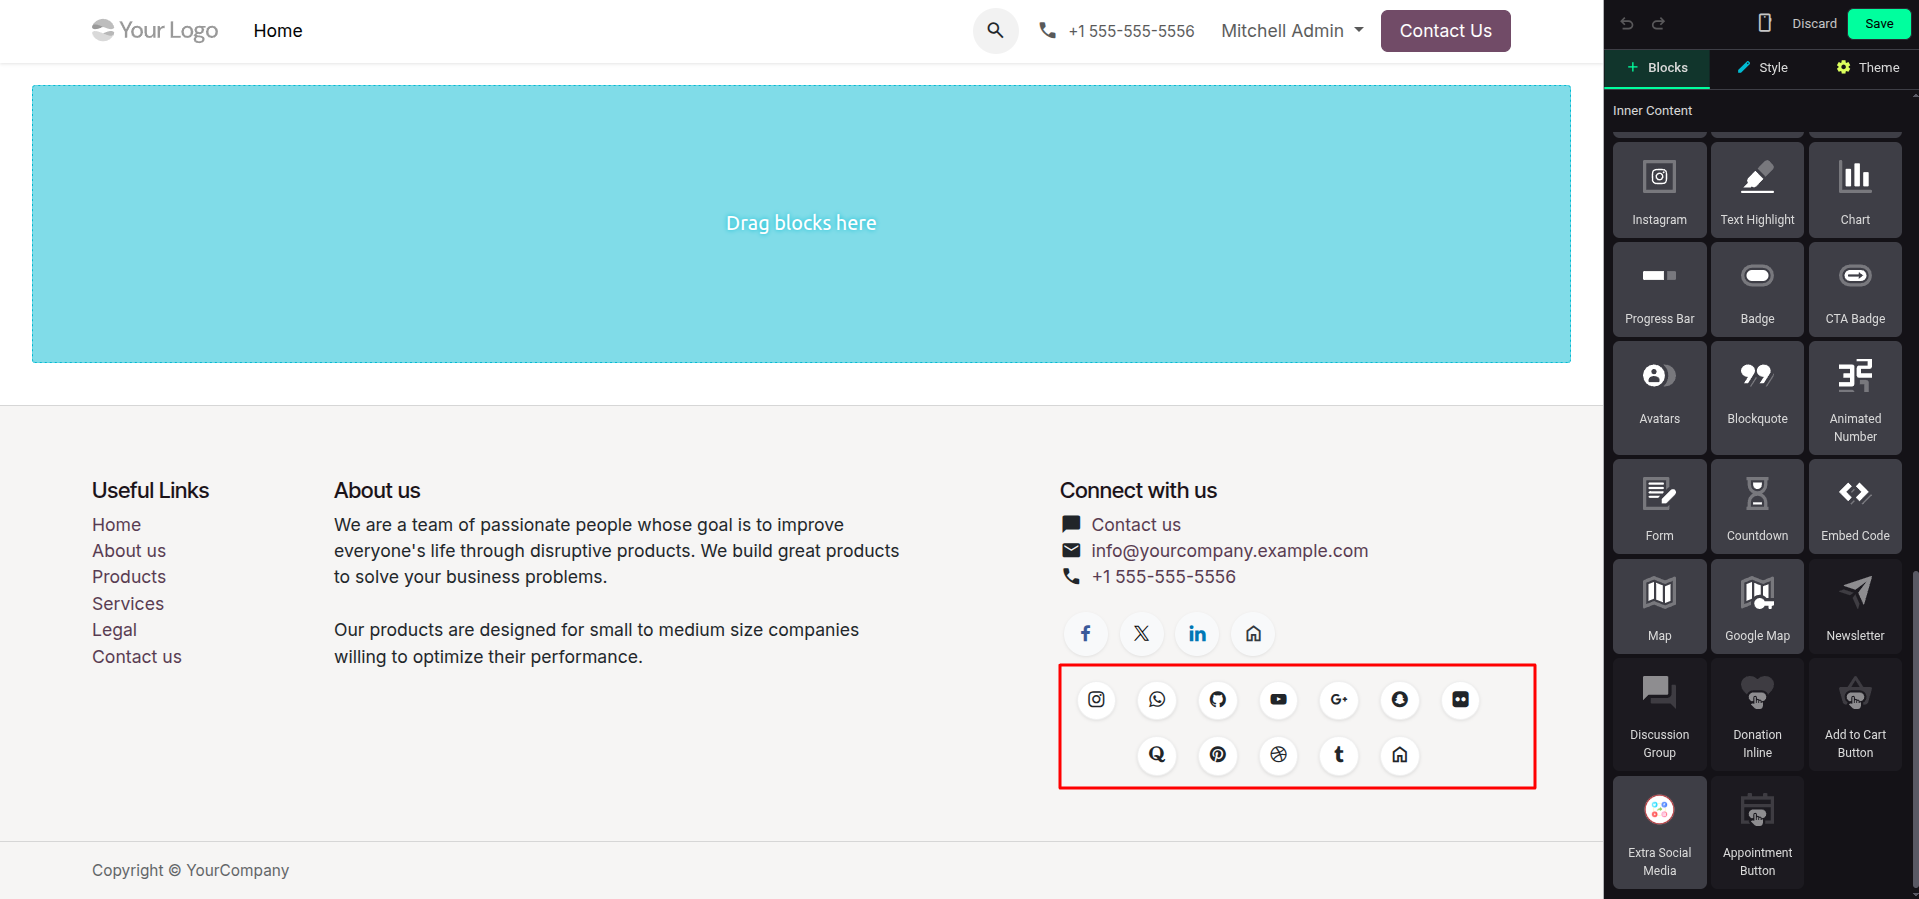 Your Logo
Home
+1 555-555-5556
Mitchell Admin
Contact Us
Discard
Save
Blocks
Style
Theme
Inner Content
Drag blocks here
Instagram
Text Highlight
Chart
Progress Bar
Badge
CTA Badge
Avatars
Blockquote
Animated
Number
Form
Countdown
Embed Code
Map
Google Map
Newsletter
Discussion
Group
Donation
Inline
Add to Cart
Button
Extra Social
Media
Appointment
Button
Useful Links
Home
About us
Products
Services
Legal
Contact us
About us
We are a team of passionate people whose goal is to improve
everyone's life through disruptive products. We build great products
to solve your business problems.
Our products are designed for small to medium size companies
willing to optimize their performance.
Connect with us
Contact us
info@yourcompany.example.com
+1 555-555-5556
Copyright © YourCompany